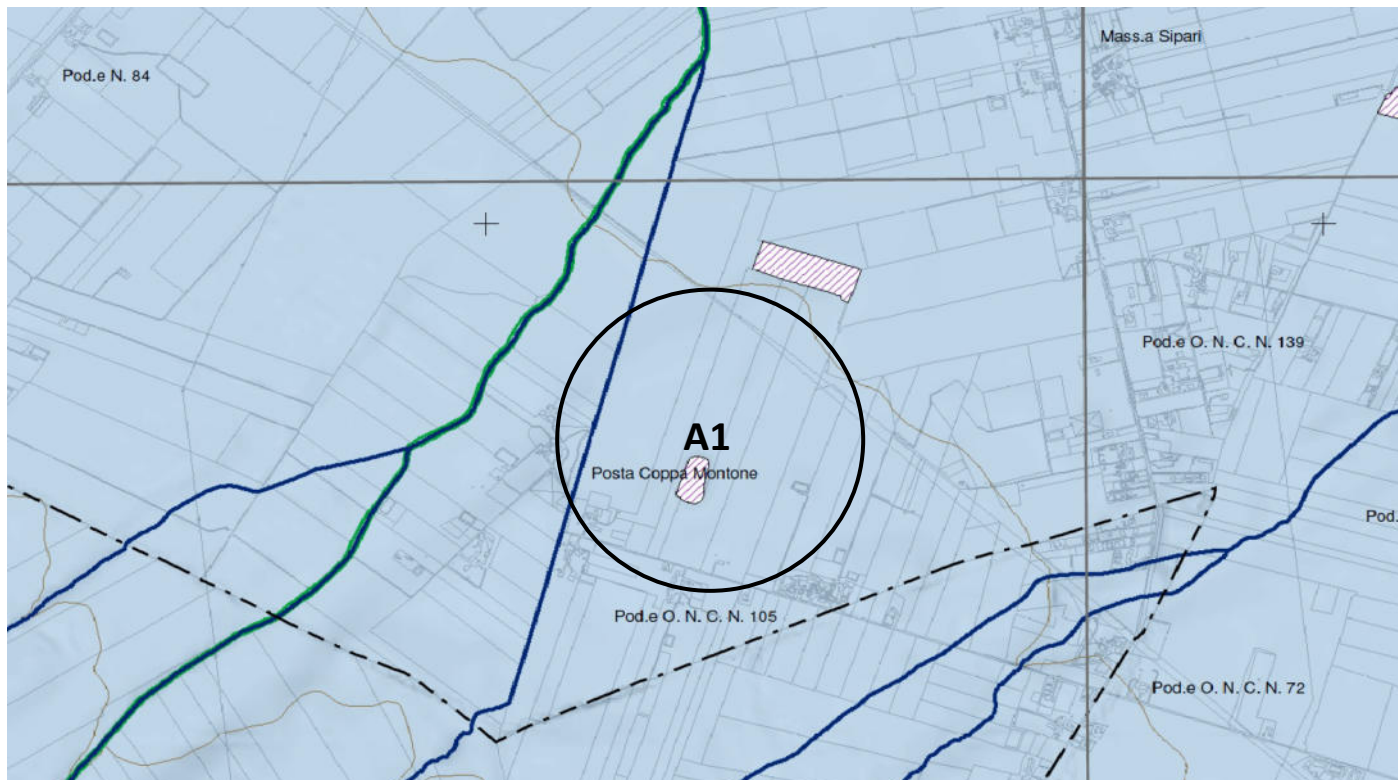 Mass.a Sipari
Pod.e N. 84
Pod.e O. N. C. N. 139
A1
Posta Coppa Montone
Pod.
Pod.e O. N. C. N. 105
Pod.e O. N. C. N. 72